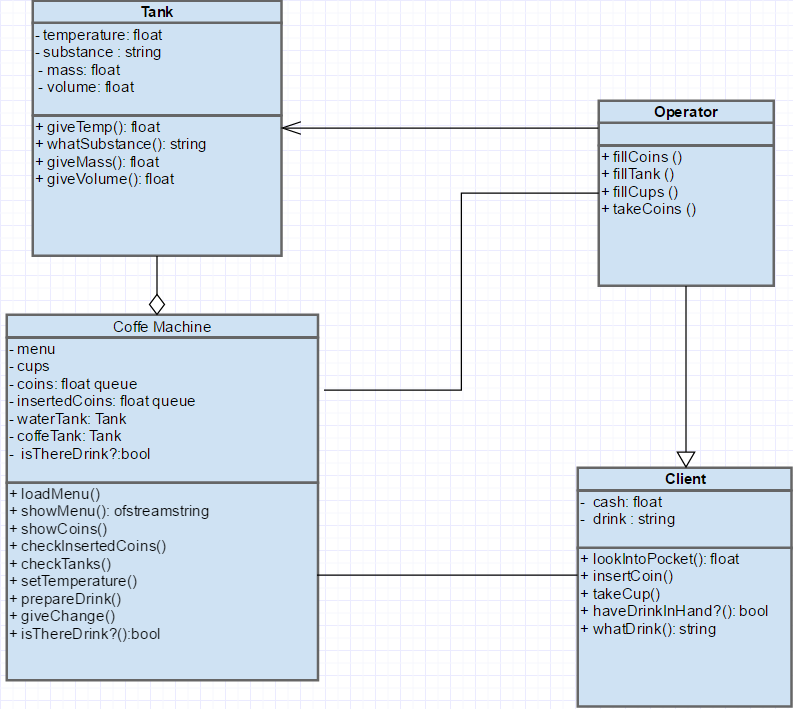 Tank
- temperature: float
- substance : string
- mass: float
- volume: float
+ giveTemp(): float
+ whatSubstance(): string
+ giveMass(): float
+ giveVolume(): float
Operator
+ fillCoins ()
+ fillTank ()
+ fillCups ()
+ takeCoins ()
Coffe Machine
- menu
- cups
- coins: float queue
- insertedCoins: float queue
- waterTank: Tank
- coffeTank: Tank
- isThereDrink?:bool
+ loadMenu()
+ showMenu(): ofstreamstring
+ showCoins()
+ checkInsertedCoins()
+ checkTanks()
+ setTemperature()
+ prepareDrink()
+ giveChange()
+ isThereDrink?():bool
Client
- cash: float
- drink : string
+ lookIntoPocket(): float
+ insertCoin()
+ takeCup()
+ haveDrinkInHand?(): bool
+ whatDrink(): string